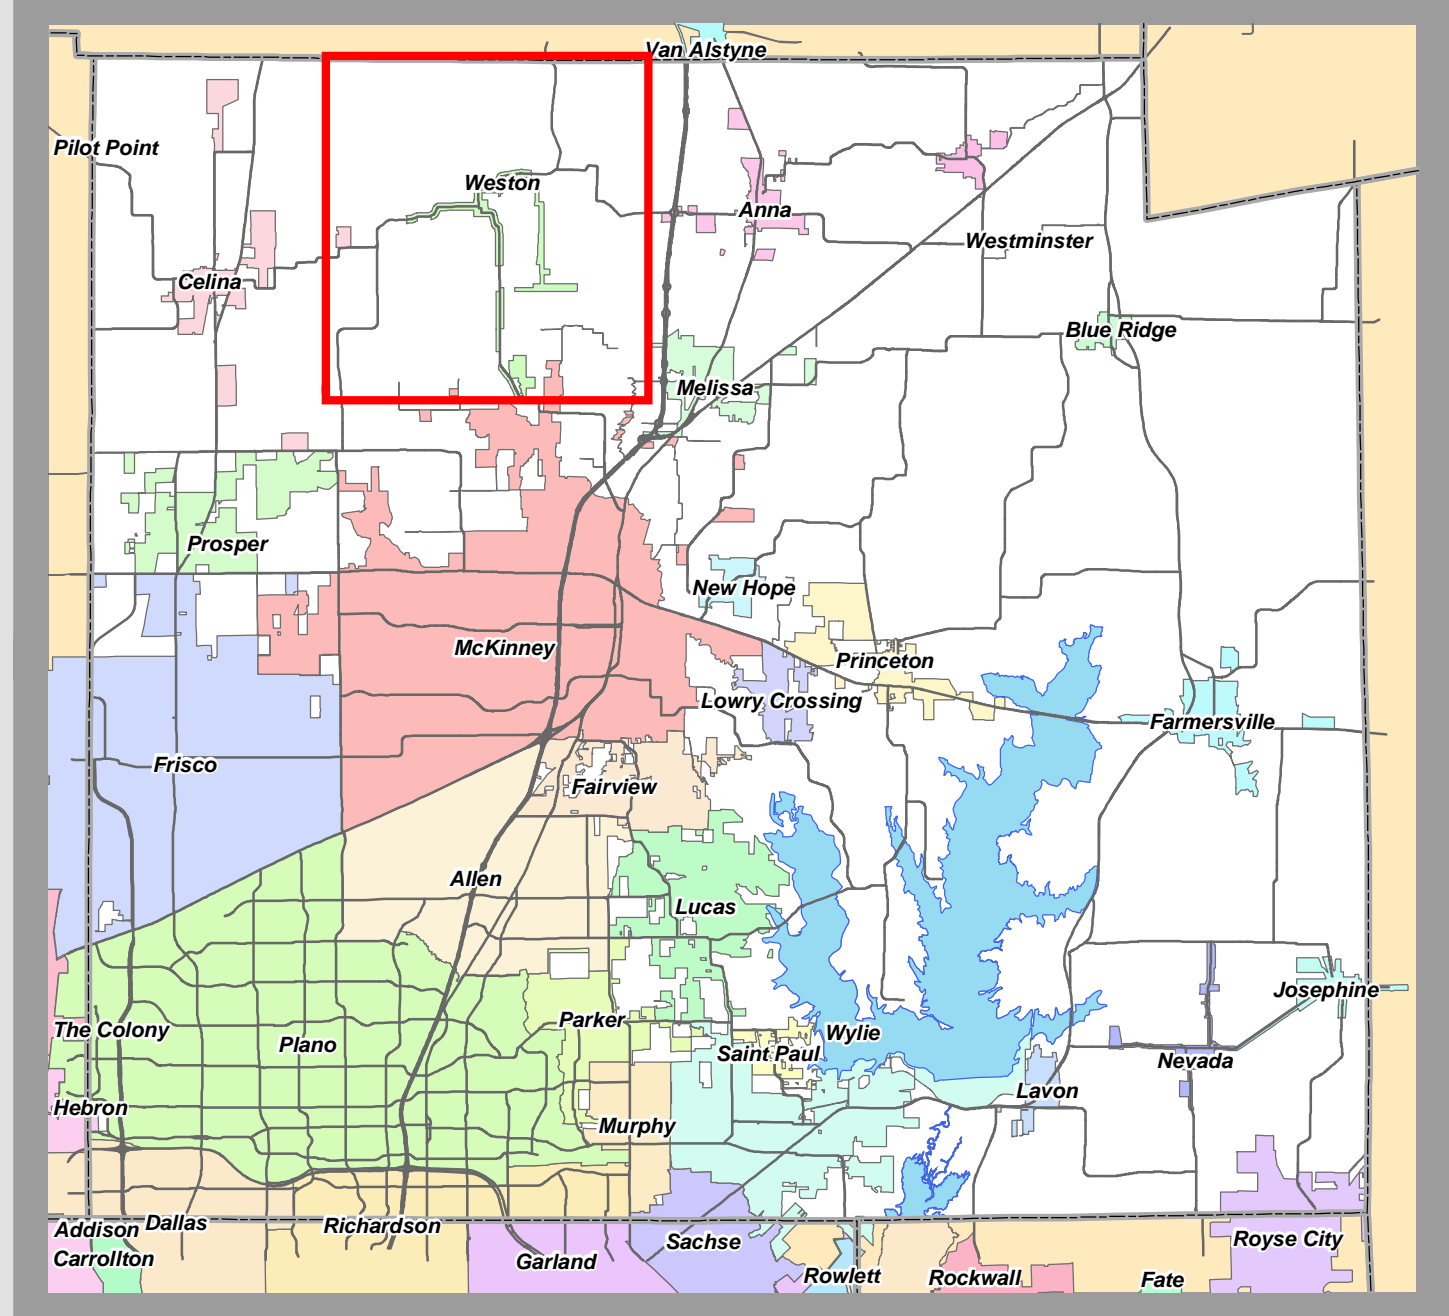 Van Alstyne
Pilot Point
Weston
Anna
Westminster
Celina
Blue Ridge
Melissa
Prosper
New Hope
McKinney
Princeton
Lowry Crossing
Farmersville
Frisco
Fairview
Allen
Lucas
Josephine
The Colony
Parker
Wylie
Plano
Saint Paul
Nevada
Lavon
Hebron
Murphy
Addison
Dallas
Richardson
Sachse
Royse City
Carrollton
Garland
Rowlett
Rockwall
Fate